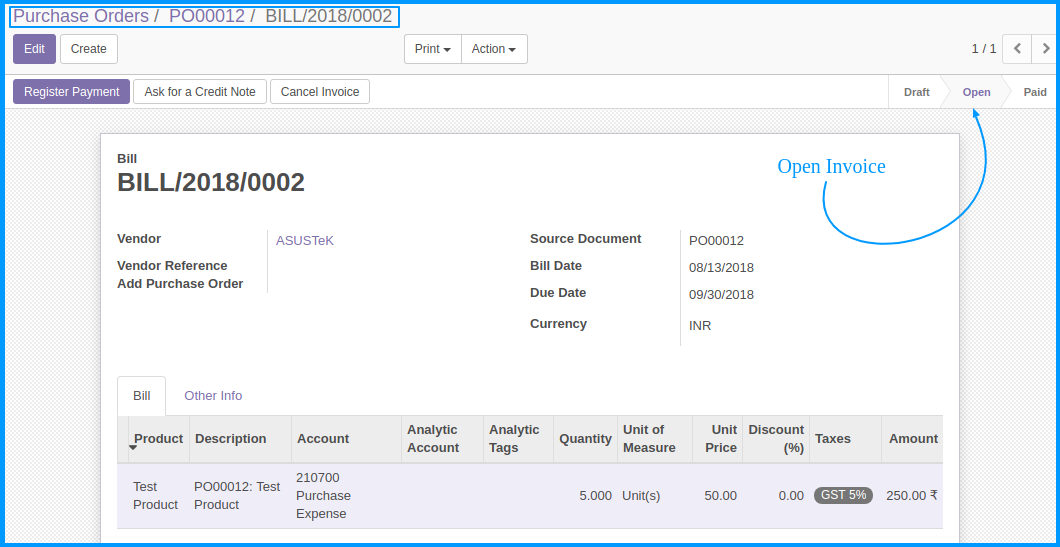 Purchase Orders / PO00012 / BILL/2018/0002
Edit Create Print Action 1 / 1
Register Payment Ask for a Credit Note Cancel Invoice Draft Open Paid
Bill
BILL/2018/0002
Open Invoice
Vendor ASUSTeK
Vendor Reference
Add Purchase Order
Source Document PO00012
Bill Date 08/13/2018
Due Date 09/30/2018
Currency INR
Bill Other Info
Product Description Account Analytic Account Analytic Tags Quantity Unit of Measure Unit Price Discount (%) Taxes Amount
Test Product PO00012: Test Product 210700 Purchase Expense 5.000 Unit(s) 50.00 0.00 GST 5% 250.00 ₹